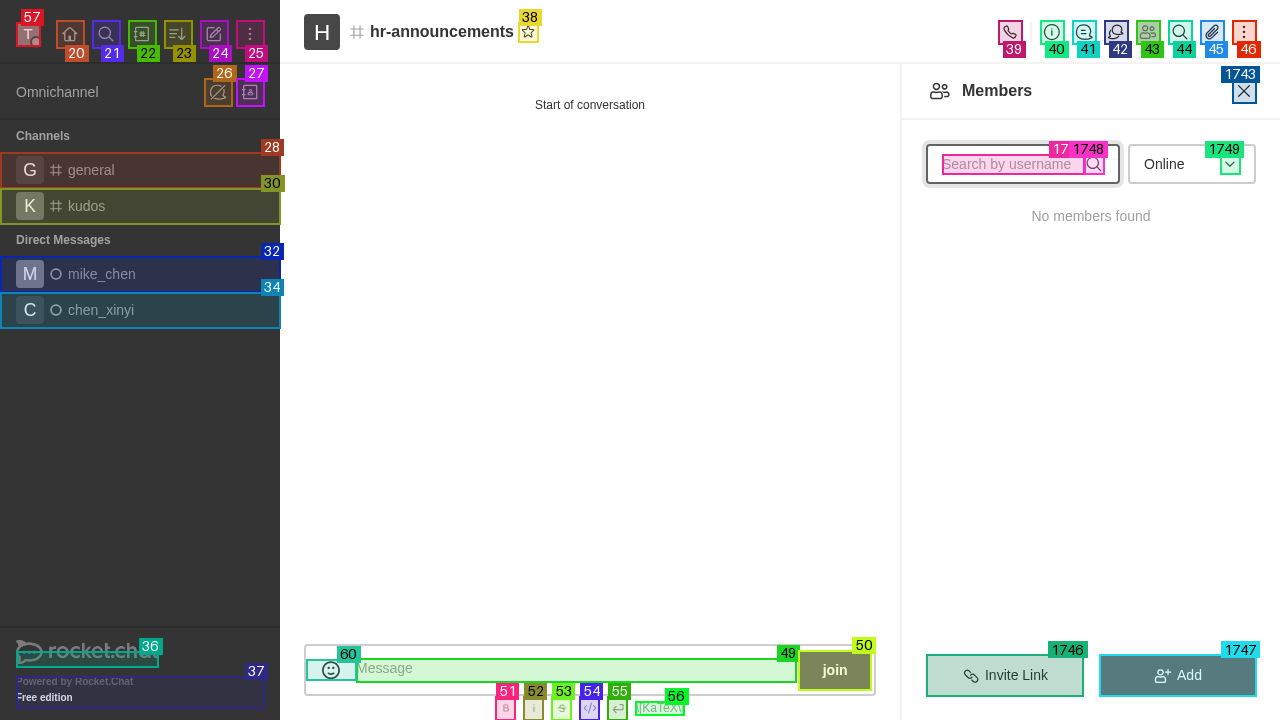 57
T
20
21
22
23
24
25
H
hr-announcements
38
39
40
41
42
43
44
45
46
Omnichannel
26
27
Start of conversation
Members
1743
Channels
28
G
general
30
K
kudos
Search by username
17
1748
Online
1749
No members found
Direct Messages
32
M
mike_chen
34
C
chen_xinyi
36
rocket.cha
37
Powered by Rocket.Chat
Free edition
60
Message
49
join
50
51
B
52
i
53
S
54
</>
55
56
\[KaTeX\]
Invite Link
1746
Add
1747